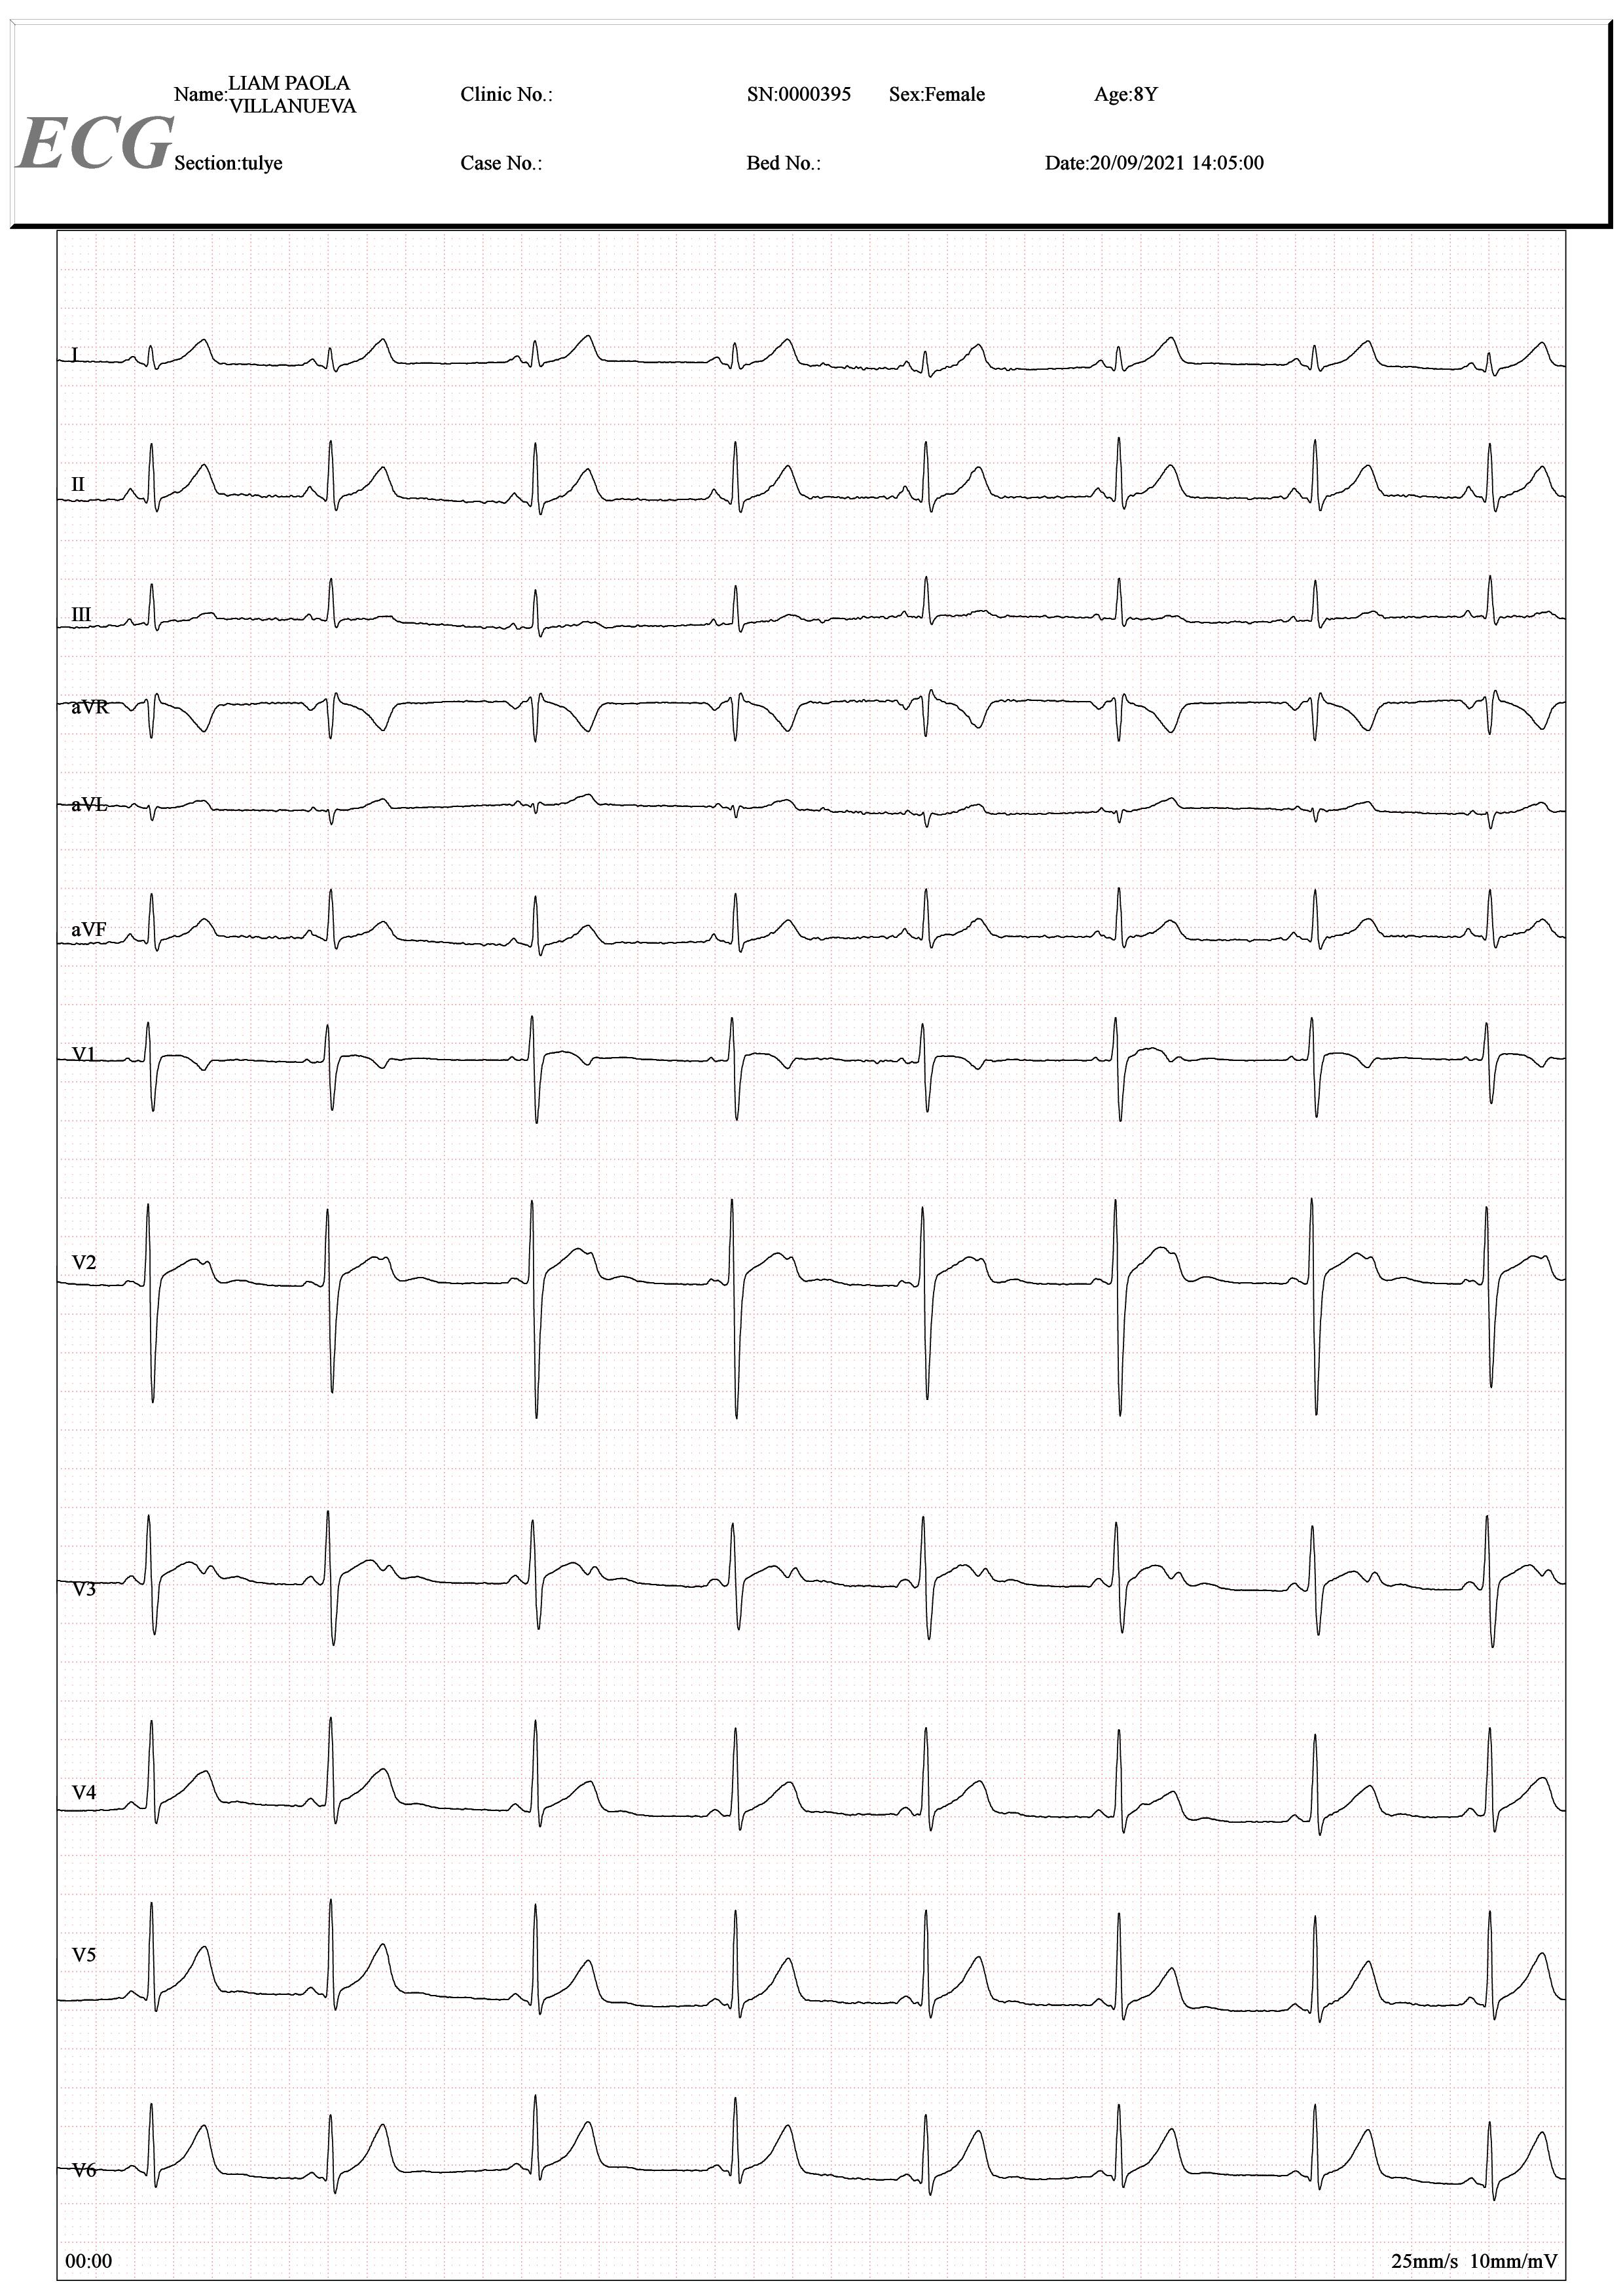 ECG
Name:LIAM PAOLA VILLANUEVA Clinic No.: SN:0000395 Sex:Female Age:8Y
Section:tulye Case No.: Bed No.: Date:20/09/2021 14:05:00
I
II
III
aVR
aVL
aVF
V1
V2
V3
V4
V5
V6
00:00 25mm/s 10mm/mV